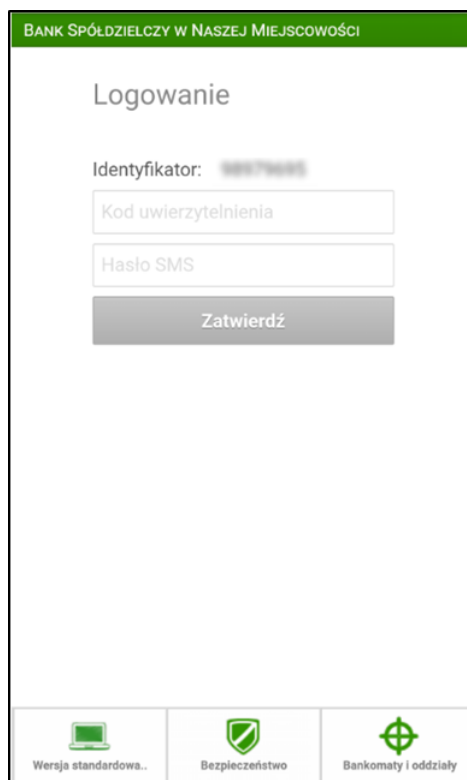 BANK SPÓŁDZIELCZY W NASZEJ MIEJSCOWOŚCI
Logowanie
Identyfikator:
Kod uwierzytelnienia
Hasło SMS
Zatwierdź
Wersja standardowa..
Bezpieczeństwo
Bankomaty i oddziały